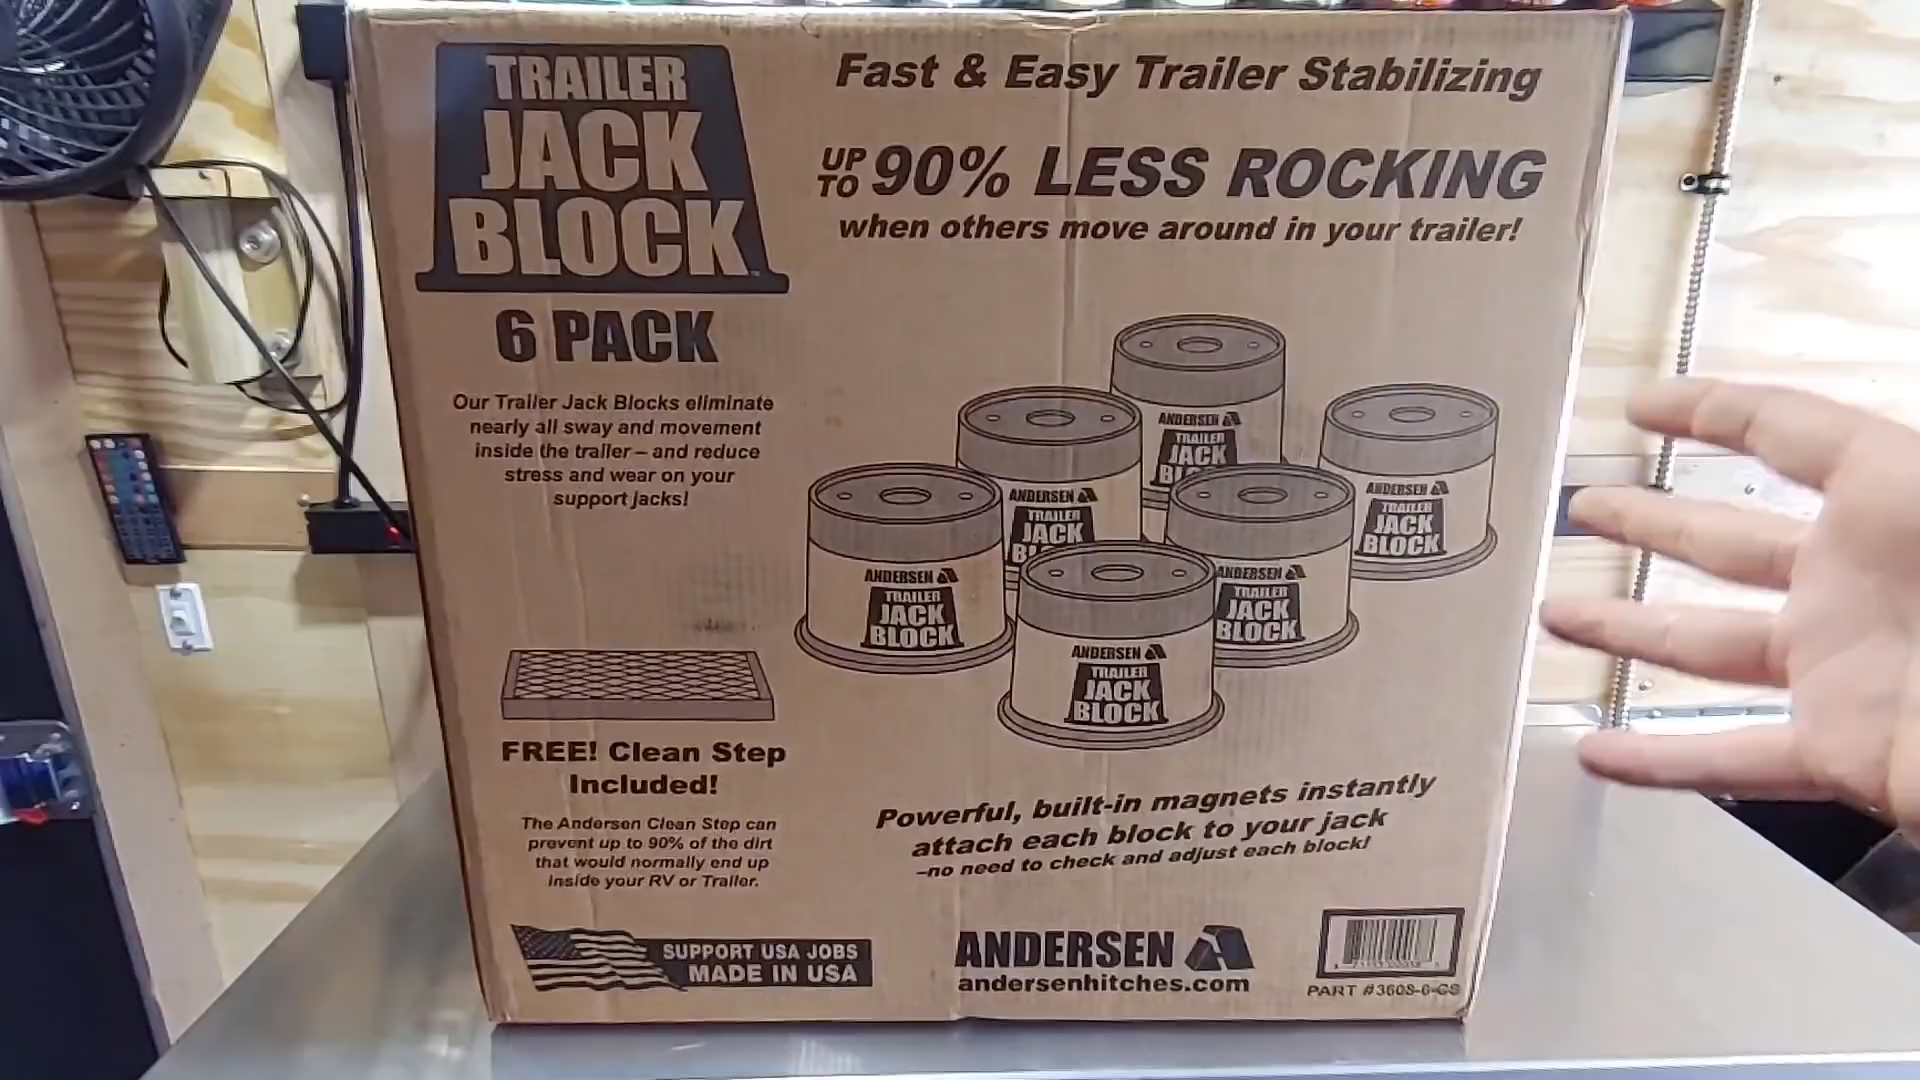 TRAILER
JACK
BLOCK™
6 PACK
Our Trailer Jack Blocks eliminate
nearly all sway and movement
inside the trailer – and reduce
stress and wear on your
support jacks!
Fast & Easy Trailer Stabilizing
UP TO 90% LESS ROCKING
when others move around in your trailer!
ANDERSEN
TRAILER
JACK
ANDERSEN
TRAILER
JACK
ANDERSEN
TRAILER
JACK
BLOCK
ANDERSEN
TRAILER
JACK
BLOCK
ANDERSEN
TRAILER
JACK
BLOCK
ANDERSEN
TRAILER
JACK
BLOCK
FREE! Clean Step
Included!
The Andersen Clean Step can
prevent up to 90% of the dirt
that would normally end up
inside your RV or Trailer.
Powerful, built-in magnets instantly
attach each block to your jack
–no need to check and adjust each block!
SUPPORT USA JOBS
MADE IN USA
ANDERSEN
andersenhitches.com
PART #3608-6-GS